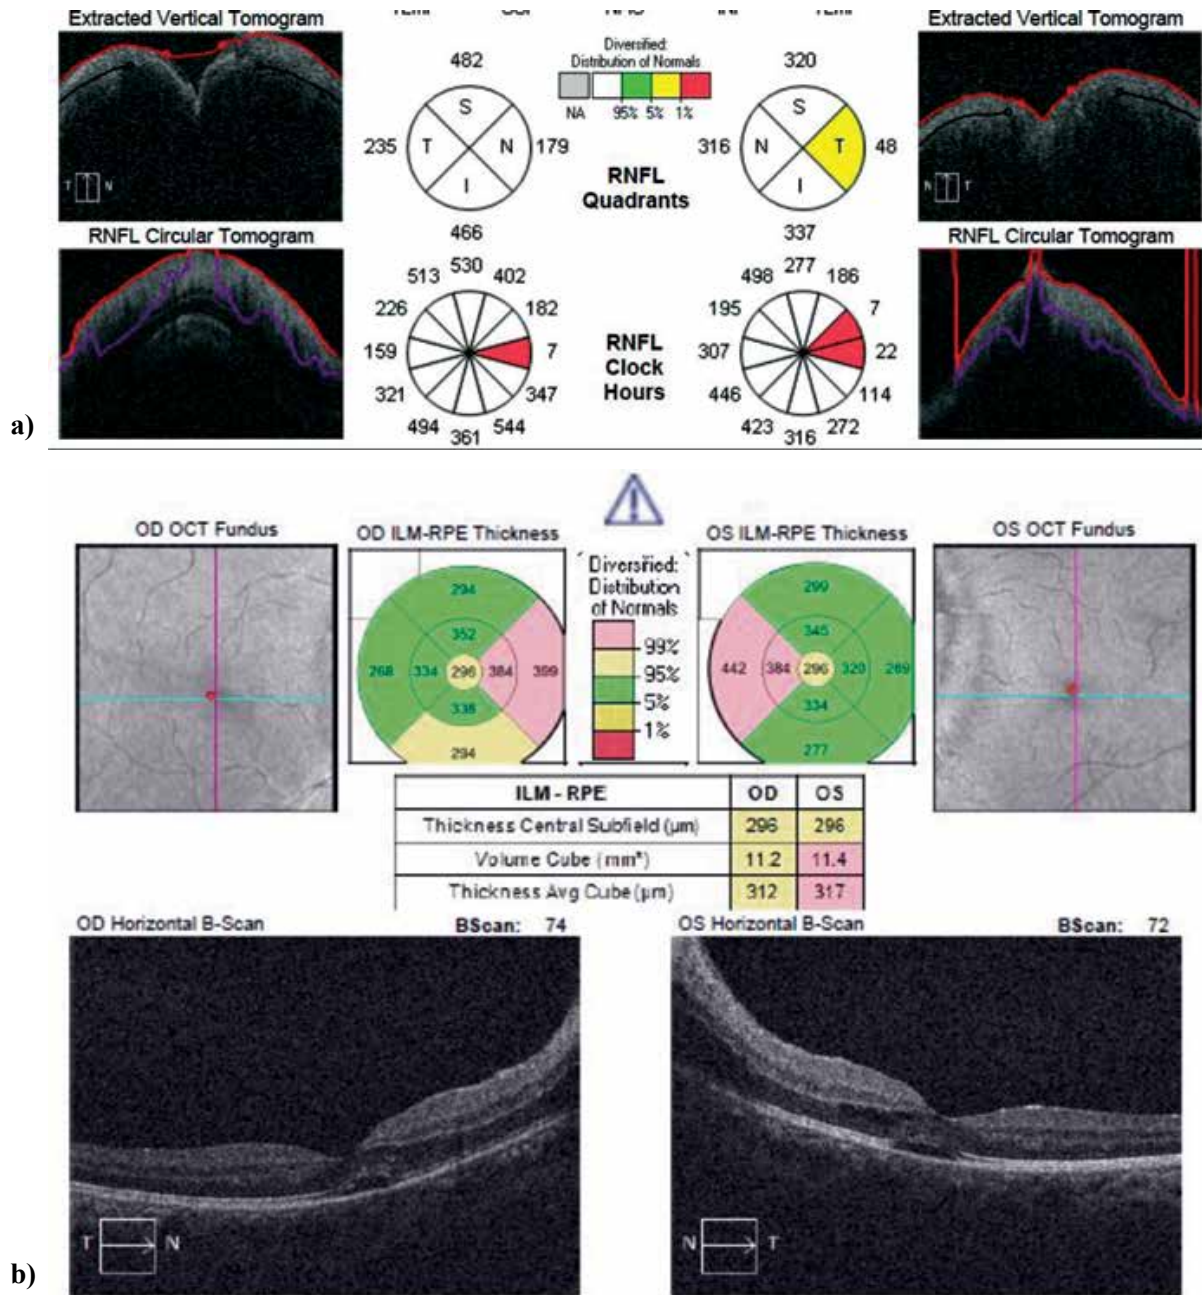 Extracted Vertical Tomogram
Extracted Vertical Tomogram
Diversified:
Distribution of Normals
NA 95% 5% 1%
482
S
235 T N 179
I
466
320
S
316 N T 48
I
337
RNFL
Quadrants
T N
N T
RNFL Circular Tomogram
RNFL Circular Tomogram
530
513 402
226 182
159 7
321 347
494 544
361
RNFL
Clock
Hours
277
498 186
195 7
307 22
446 114
423 272
316
a)
OD OCT Fundus
OD ILM-RPE Thickness
OS ILM-RPE Thickness
OS OCT Fundus
Diversified:
Distribution
of Normals
99%
95%
5%
1%
294
352
268 334 296 384 399
338
294
299
345
442 384 296 320 269
334
277
ILM - RPE OD OS
Thickness Central Subfield (µm) 296 296
Volume Cube (mm³) 11.2 11.4
Thickness Avg Cube (µm) 312 317
OD Horizontal B-Scan BScan: 74
OS Horizontal B-Scan BScan: 72
T N
N T
b)